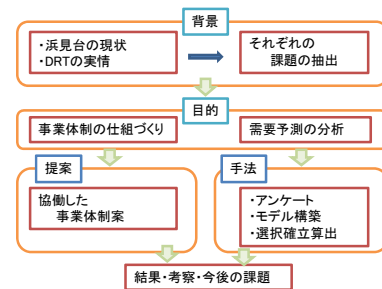 背景
・浜見台の現状
・DRTの実情
それぞれの
課題の抽出
目的
事業体制の仕組づくり
需要予測の分析
提案
協働した
事業体制案
手法
・アンケート
・モデル構築
・選択確立算出
結果・考察・今後の課題